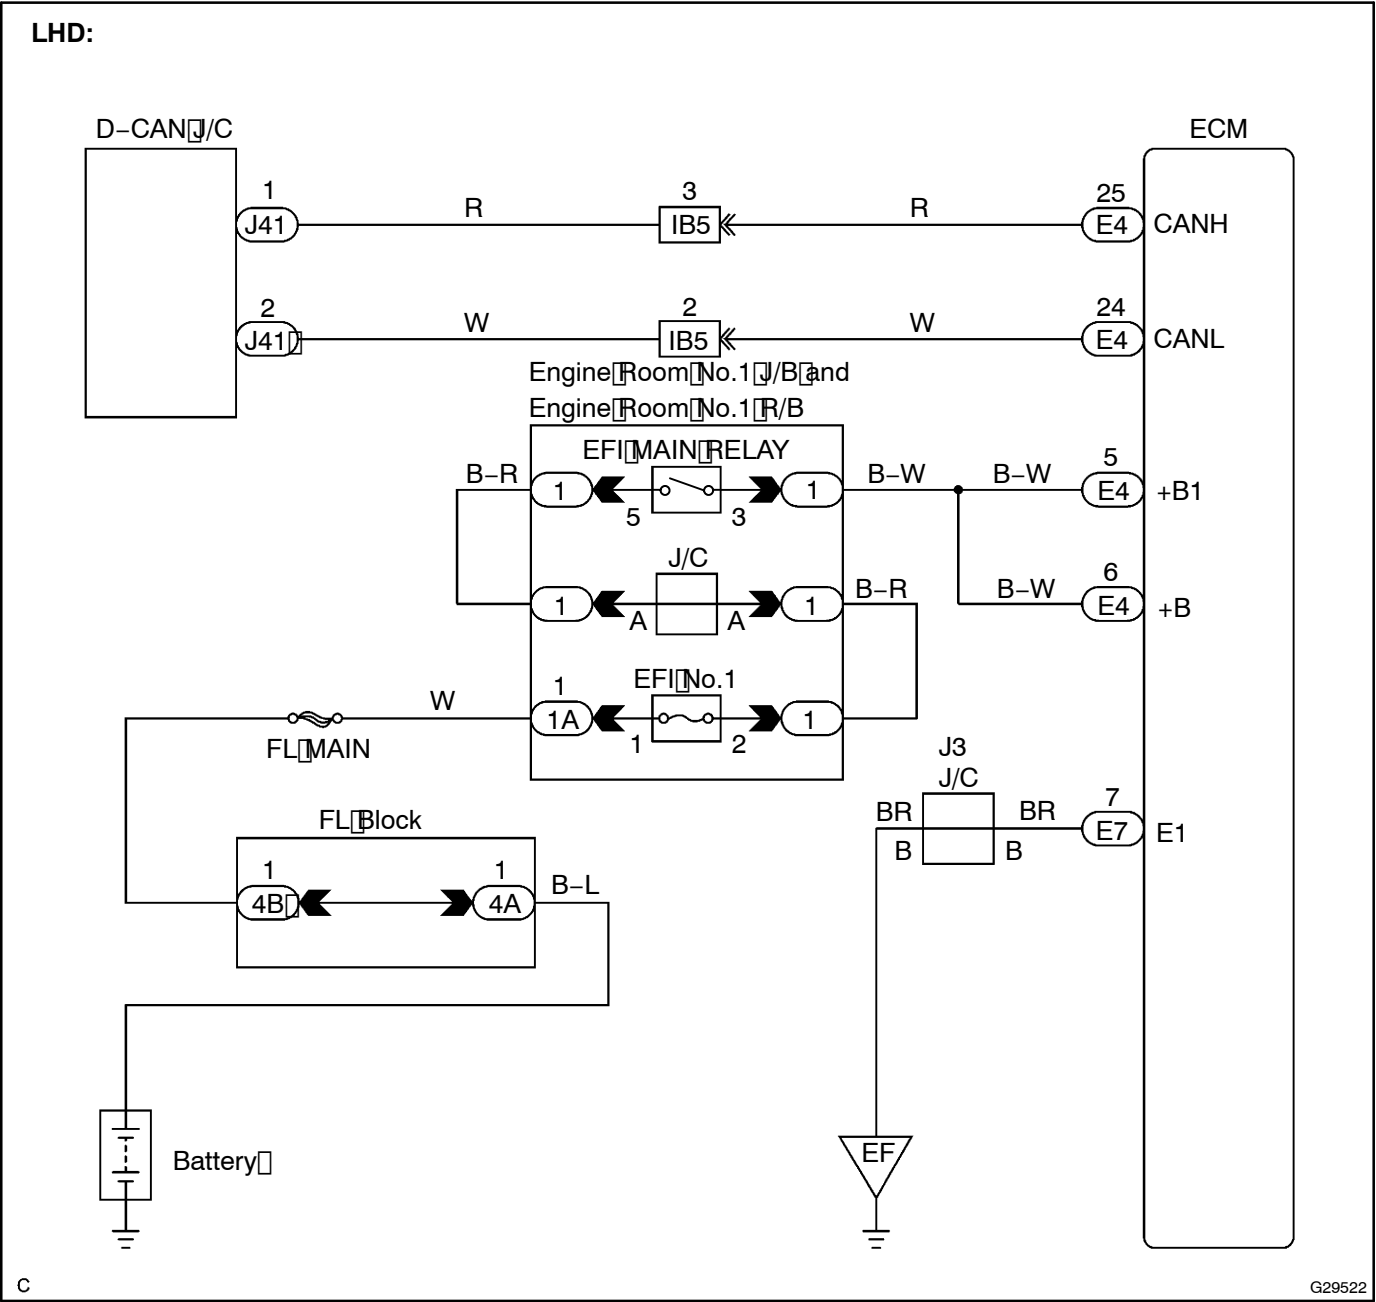 LHD:
D–CAN J/C
ECM
1
3
25
J41
R
IB5
R
E4
CANH
2
2
24
J41
W
IB5
W
E4
CANL
Engine Room No.1 J/B and
Engine Room No.1 R/B
EFI MAIN RELAY
B–R
1
5
3
1
B–W
B–W
5
E4
+B1
J/C
1
A
A
1
B–R
B–W
6
E4
+B
EFI No.1
1
1A
1
2
1
W
FL MAIN
J3
J/C
BR
BR
B
B
7
E7
E1
FL Block
1
1
4B
4A
B–L
Battery
EF
C
G29522